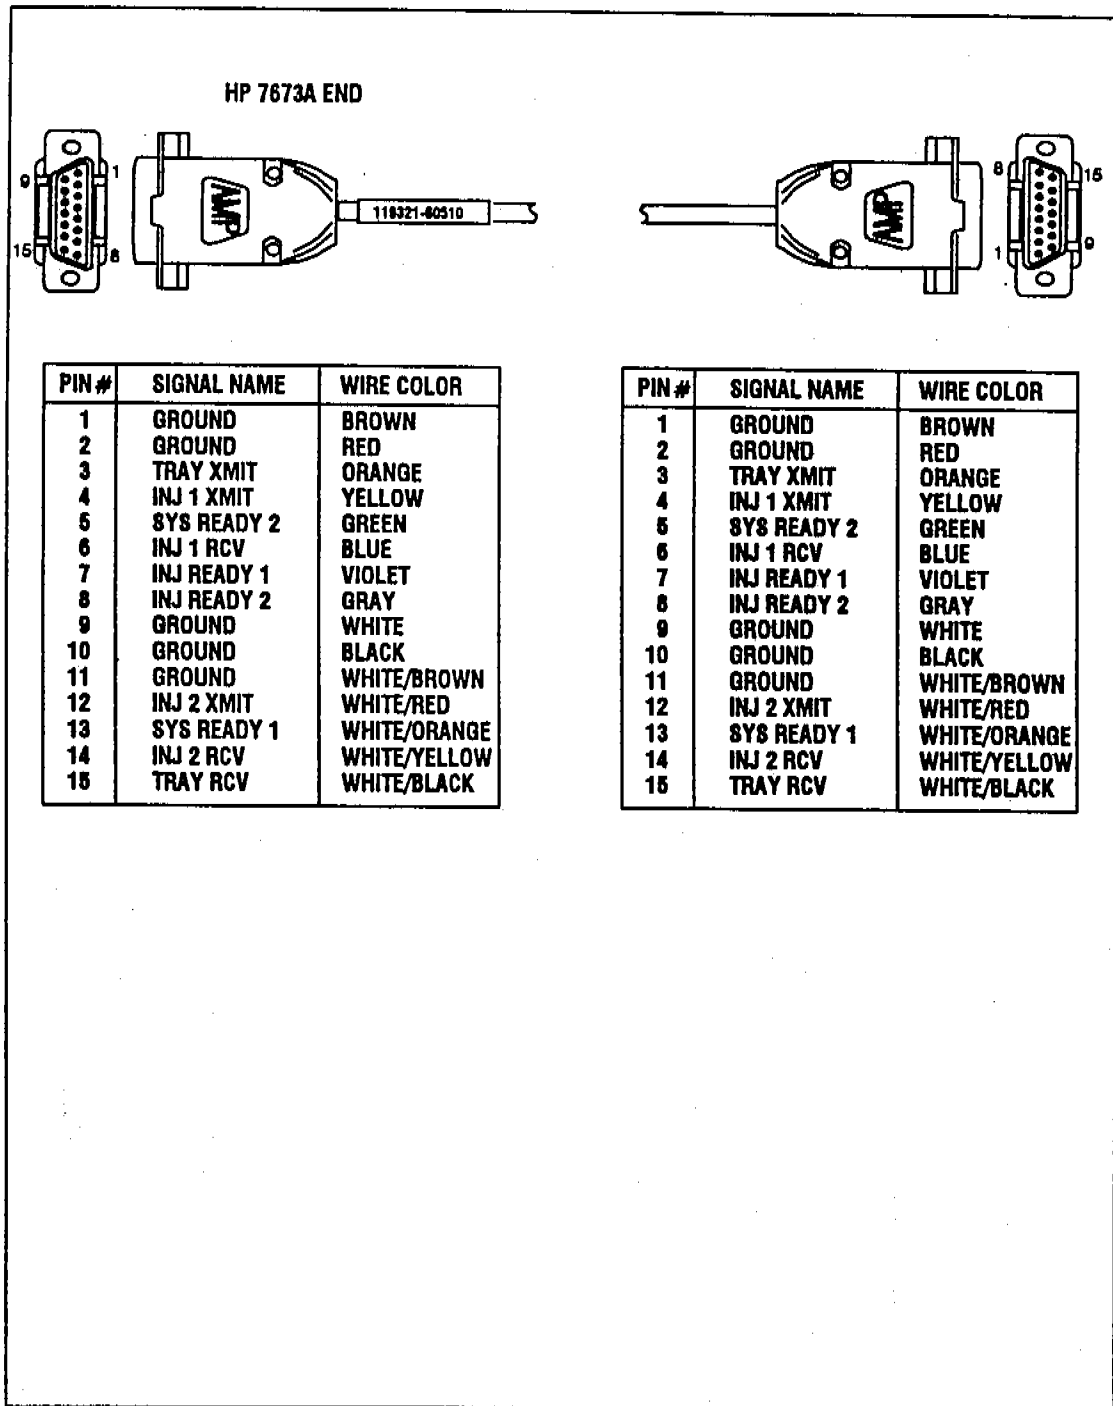 HP 7673A END
9 1
15 8
AMP
118321-60510
AMP
8 15
1 9
PIN # SIGNAL NAME WIRE COLOR
1 GROUND BROWN
2 GROUND RED
3 TRAY XMIT ORANGE
4 INJ 1 XMIT YELLOW
5 SYS READY 2 GREEN
6 INJ 1 RCV BLUE
7 INJ READY 1 VIOLET
8 INJ READY 2 GRAY
9 GROUND WHITE
10 GROUND BLACK
11 GROUND WHITE/BROWN
12 INJ 2 XMIT WHITE/RED
13 SYS READY 1 WHITE/ORANGE
14 INJ 2 RCV WHITE/YELLOW
15 TRAY RCV WHITE/BLACK
PIN # SIGNAL NAME WIRE COLOR
1 GROUND BROWN
2 GROUND RED
3 TRAY XMIT ORANGE
4 INJ 1 XMIT YELLOW
5 SYS READY 2 GREEN
6 INJ 1 RCV BLUE
7 INJ READY 1 VIOLET
8 INJ READY 2 GRAY
9 GROUND WHITE
10 GROUND BLACK
11 GROUND WHITE/BROWN
12 INJ 2 XMIT WHITE/RED
13 SYS READY 1 WHITE/ORANGE
14 INJ 2 RCV WHITE/YELLOW
15 TRAY RCV WHITE/BLACK